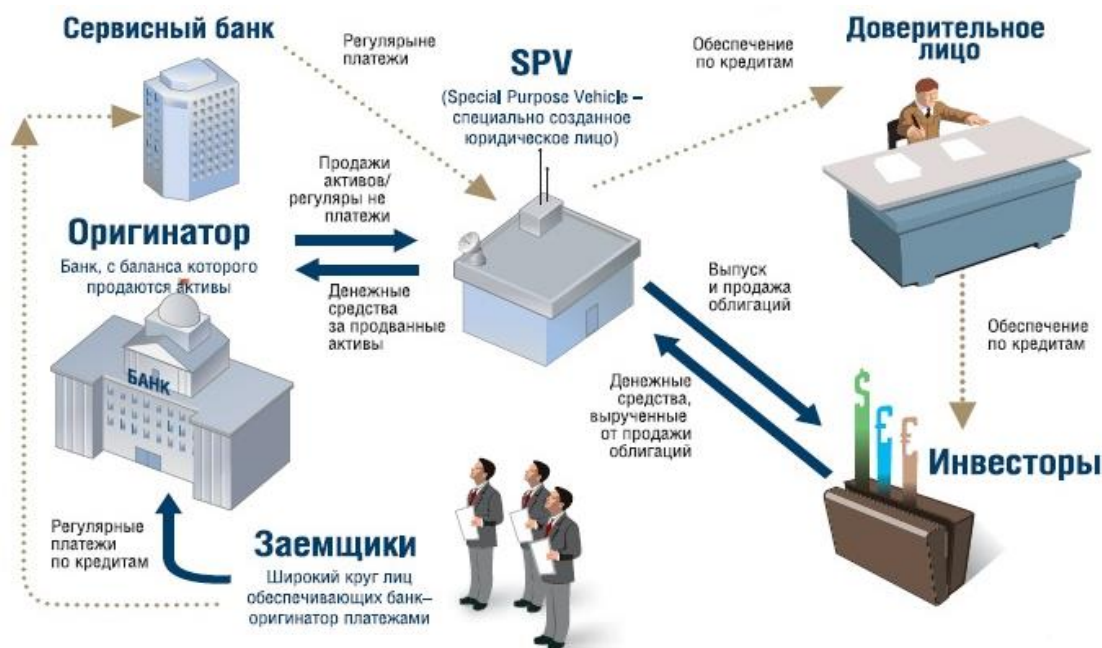 Сервисный банк
Регулярыне
платежи
SPV
(Special Purpose Vehicle –
специально созданное
юридическое лицо)
Обеспечение
по кредитам
Доверительное
лицо
Продажи
активов/
регуляры не
платежи
Оригинатор
Банк, с баланса которого
продаются активы
Денежные
средства
за продванные
активы
БАНК
Выпуск
и продажа
облигаций
Обеспечение
по кредитам
Денежные
средства,
вырученные
от продажи
облигаций
$
£
€
Инвесторы
Регулярные
платежи
по кредитам
Заемщики
Широкий круг лиц
обеспечивающих банк–
оригинатор платежами